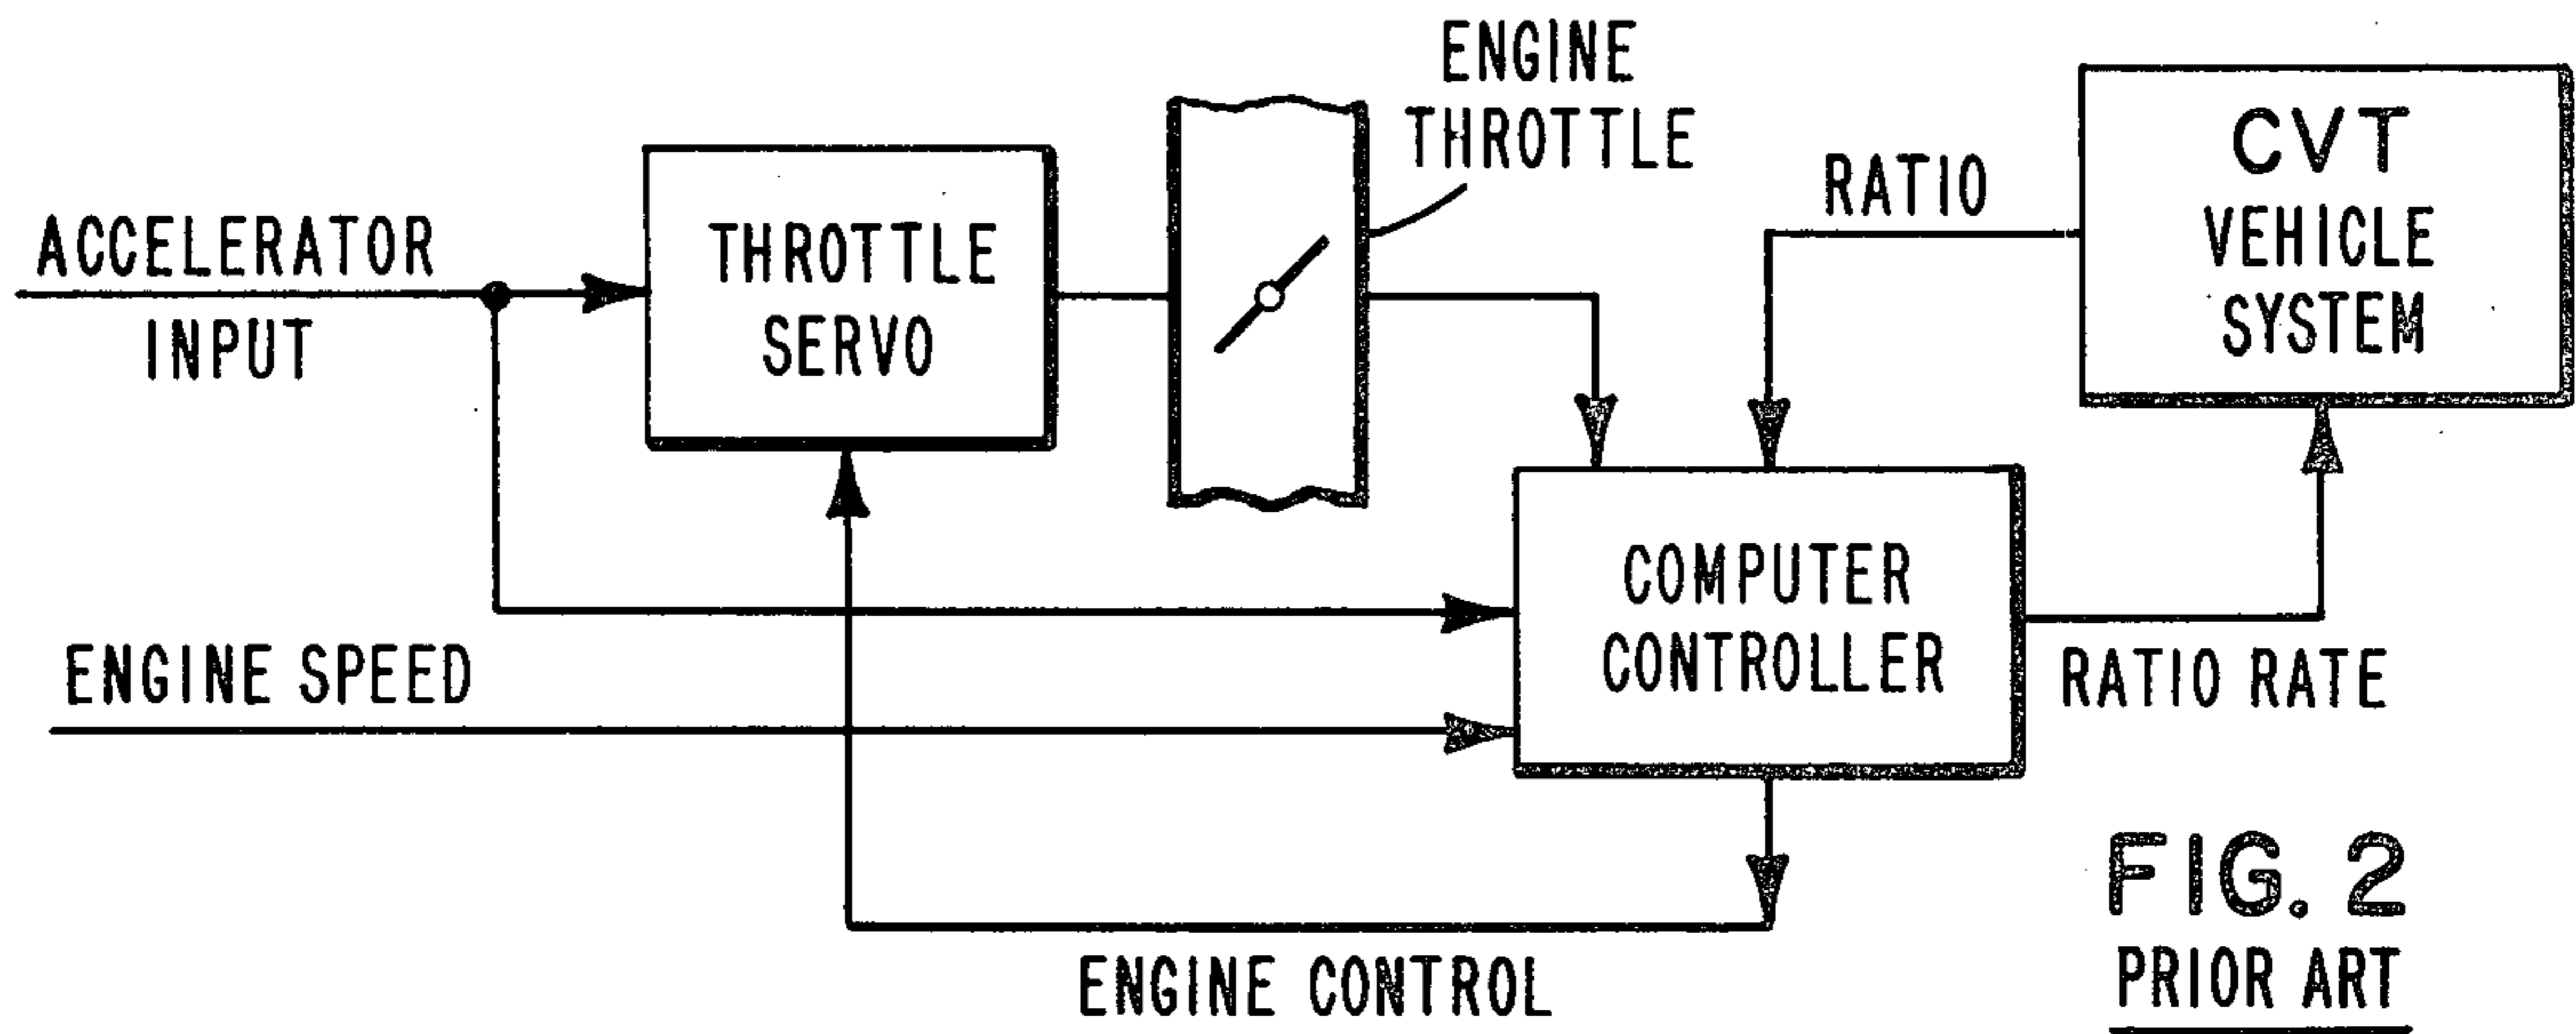 ENGINE
THROTTLE
CVT
VEHICLE
SYSTEM
RATIO
ACCELERATOR
INPUT
THROTTLE
SERVO
COMPUTER
CONTROLLER
ENGINE SPEED
RATIO RATE
ENGINE CONTROL
FIG. 2
PRIOR ART